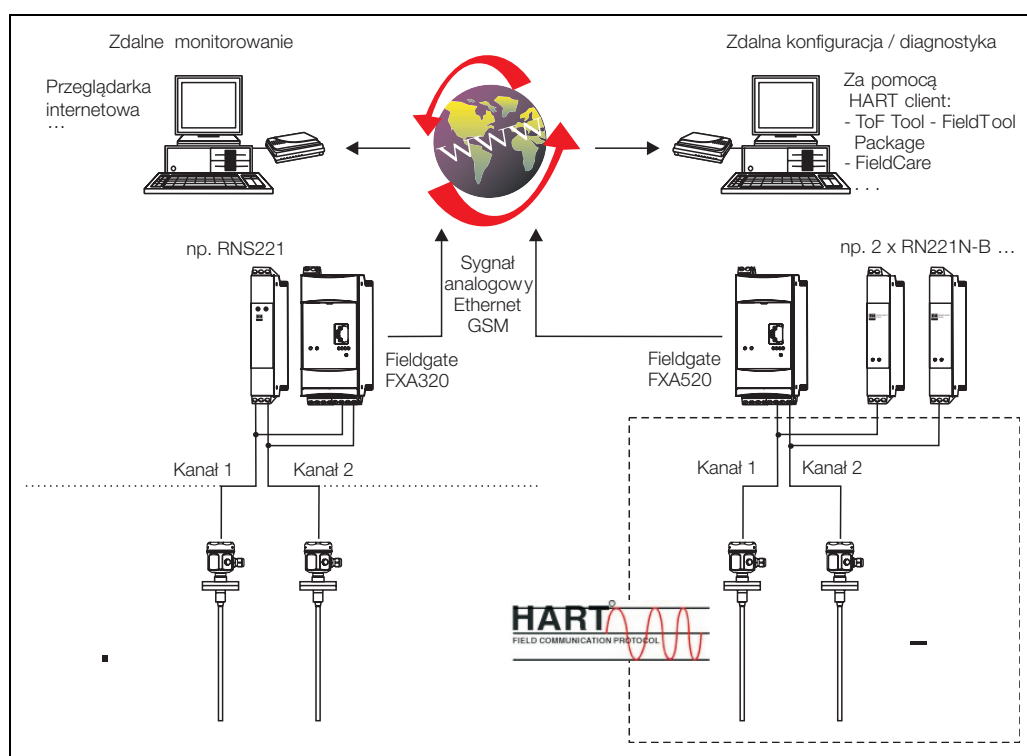 Zdalne monitorowanie
Zdalna konfiguracja / diagnostyka
Przeglądarka
internetowa
...
WWW
Za pomocą
HART client:
- ToF Tool - FieldTool
Package
- FieldCare
. . .
np. RNS221
np. 2 x RN221N-B ...
Sygnał
analogowy
Ethernet
GSM
Fieldgate
FXA320
Fieldgate
FXA520
Kanał 1
Kanał 2
Kanał 1
Kanał 2
HART
FIELD COMMUNICATION PROTOCOL